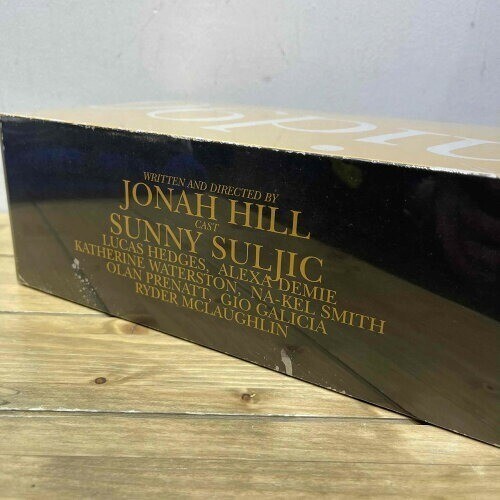 WRITTEN AND DIRECTED BY
JONAH HILL
CAST
SUNNY SULJIC
LUCAS HEDGES, ALEXA DEMIE
KATHERINE WATERSTON, NA-KEL SMITH
OLAN PRENATT, GIO GALICIA
RYDER MCLAUGHLIN